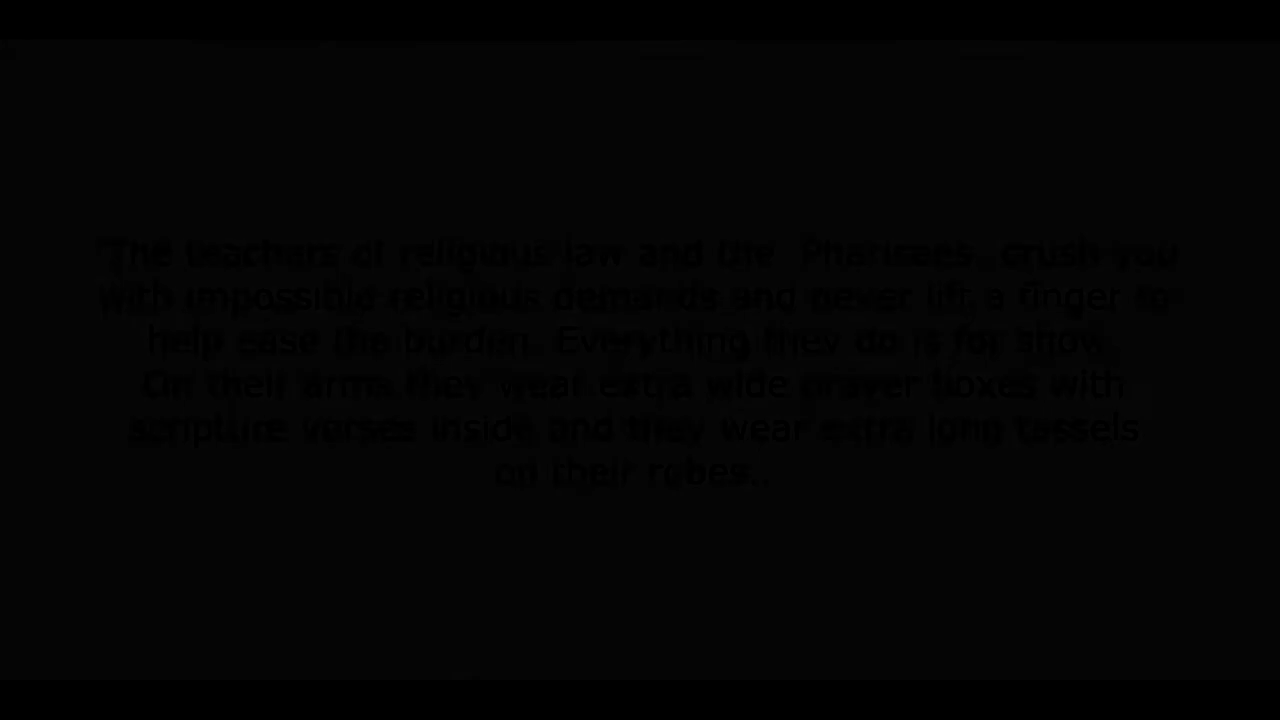 "The teachers of religious law and the Pharisees, crush you
with impossible religious demands and never lift a finger to
help ease the burden. Everything they do is for show.
On their arms they wear extra wide prayer boxes with
scripture verses inside and they wear extra long tassels
on their robes..